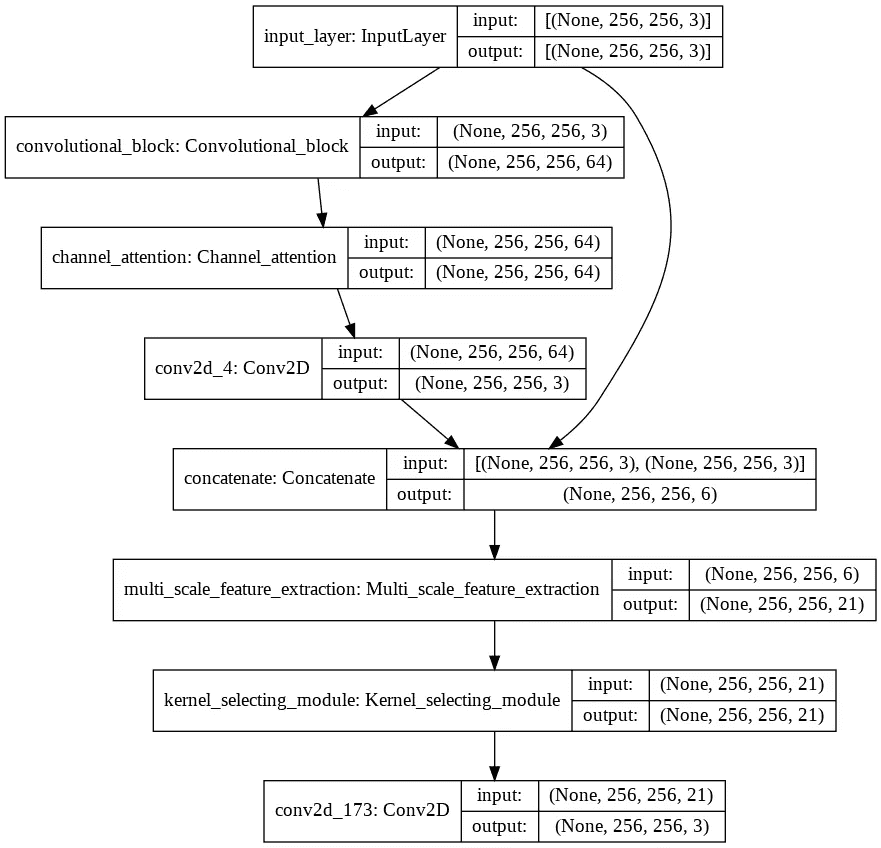 input_layer: InputLayer
input: [(None, 256, 256, 3)]
output: [(None, 256, 256, 3)]
convolutional_block: Convolutional_block
input: (None, 256, 256, 3)
output: (None, 256, 256, 64)
channel_attention: Channel_attention
input: (None, 256, 256, 64)
output: (None, 256, 256, 64)
conv2d_4: Conv2D
input: (None, 256, 256, 64)
output: (None, 256, 256, 3)
concatenate: Concatenate
input: [(None, 256, 256, 3), (None, 256, 256, 3)]
output: (None, 256, 256, 6)
multi_scale_feature_extraction: Multi_scale_feature_extraction
input: (None, 256, 256, 6)
output: (None, 256, 256, 21)
kernel_selecting_module: Kernel_selecting_module
input: (None, 256, 256, 21)
output: (None, 256, 256, 21)
conv2d_173: Conv2D
input: (None, 256, 256, 21)
output: (None, 256, 256, 3)